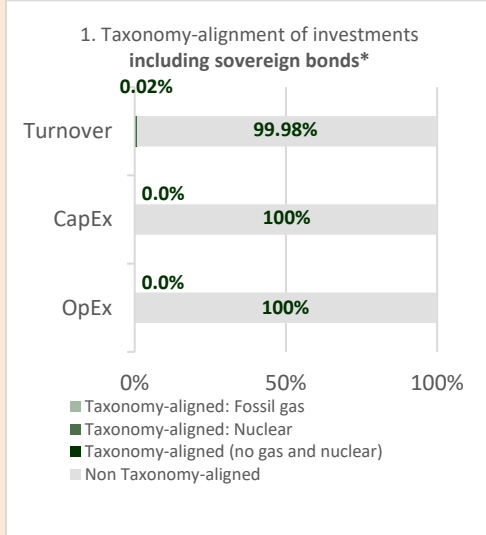 1. Taxonomy-alignment of investments
including sovereign bonds*
0.02%
Turnover 99.98%
0.0%
CapEx 100%
0.0%
OpEx 100%
0% 50% 100%
Taxonomy-aligned: Fossil gas
Taxonomy-aligned: Nuclear
Taxonomy-aligned (no gas and nuclear)
Non Taxonomy-aligned